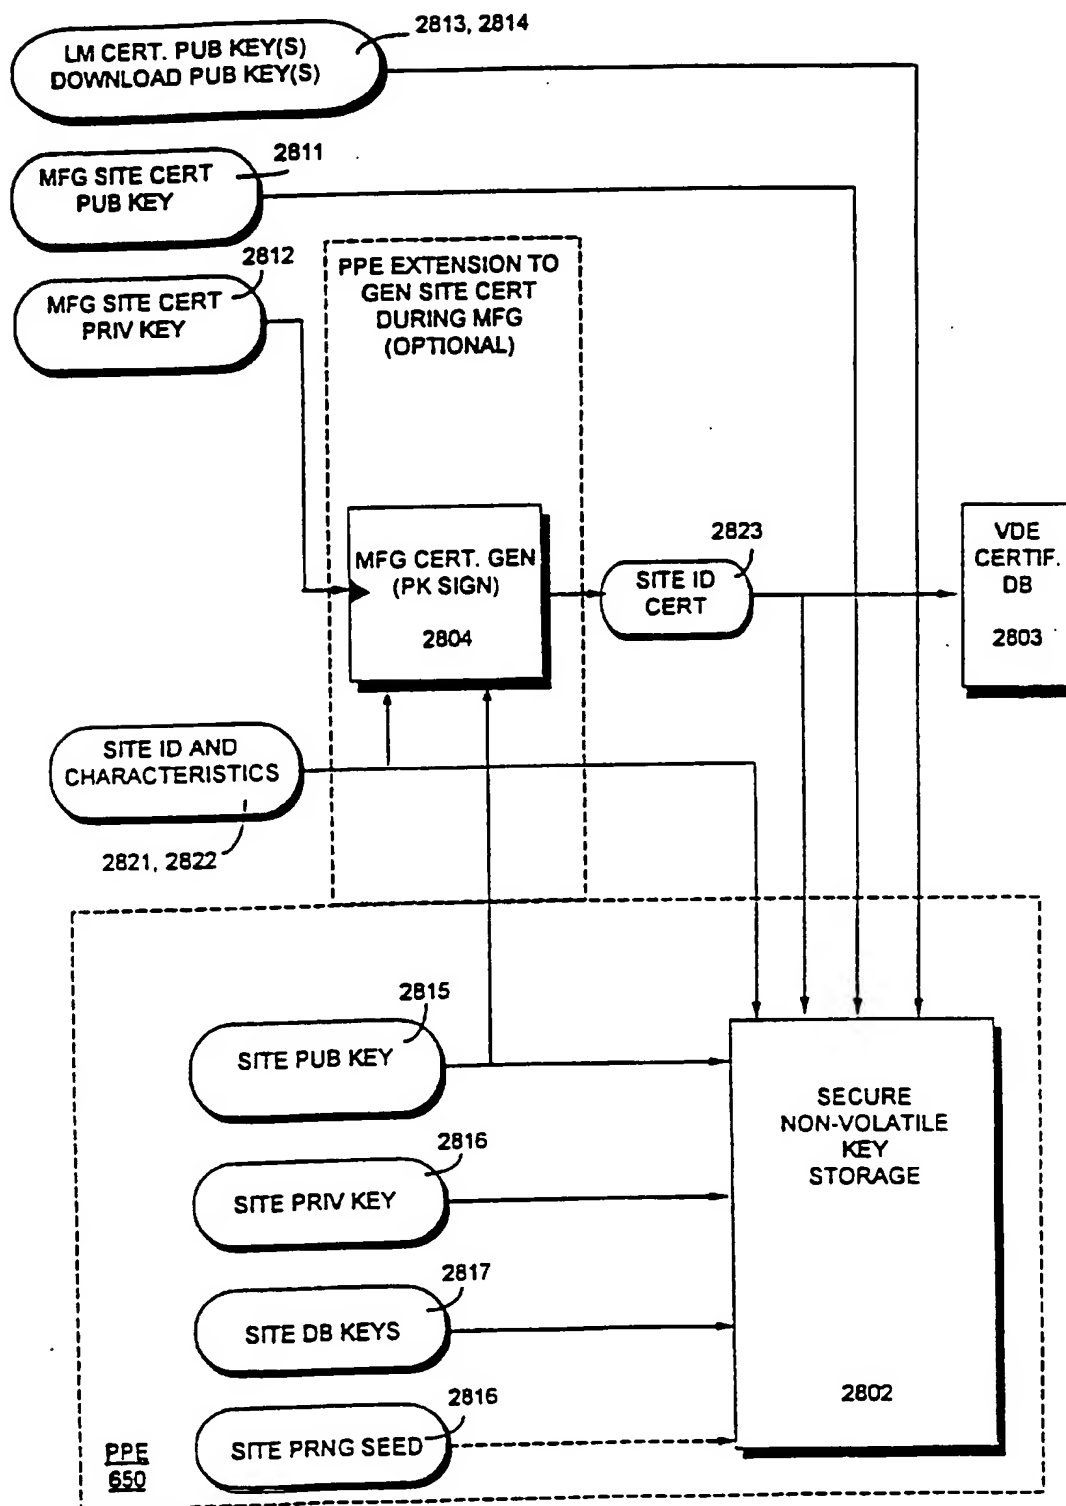 2813, 2814
LM CERT. PUB KEY(S)
DOWNLOAD PUB KEY(S)
2811
MFG SITE CERT
PUB KEY
2812
MFG SITE CERT
PRIV KEY
PPE EXTENSION TO
GEN SITE CERT
DURING MFG
(OPTIONAL)
MFG CERT. GEN
(PK SIGN)
2804
2823
SITE ID
CERT
VDE
CERTIF.
DB
2803
SITE ID AND
CHARACTERISTICS
2821, 2822
2815
SITE PUB KEY
2816
SITE PRIV KEY
2817
SITE DB KEYS
2816
SITE PRNG SEED
SECURE
NON-VOLATILE
KEY
STORAGE
2802
PPE
650